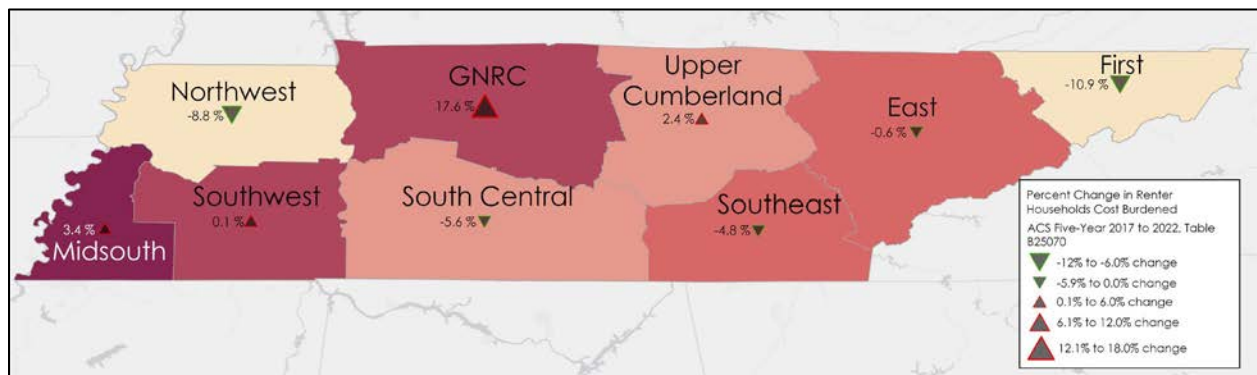 Northwest
-8.8 %
GNRC
17.6 %
Upper
Cumberland
2.4 %
East
-0.6 %
First
-10.9 %
3.4 %
Midsouth
Southwest
0.1 %
South Central
-5.6 %
Southeast
-4.8 %
Percent Change in Renter
Households Cost Burdened
ACS Five-Year 2017 to 2022, Table
B25070
-12% to -6.0% change
-5.9% to 0.0% change
0.1% to 6.0% change
6.1% to 12.0% change
12.1% to 18.0% change